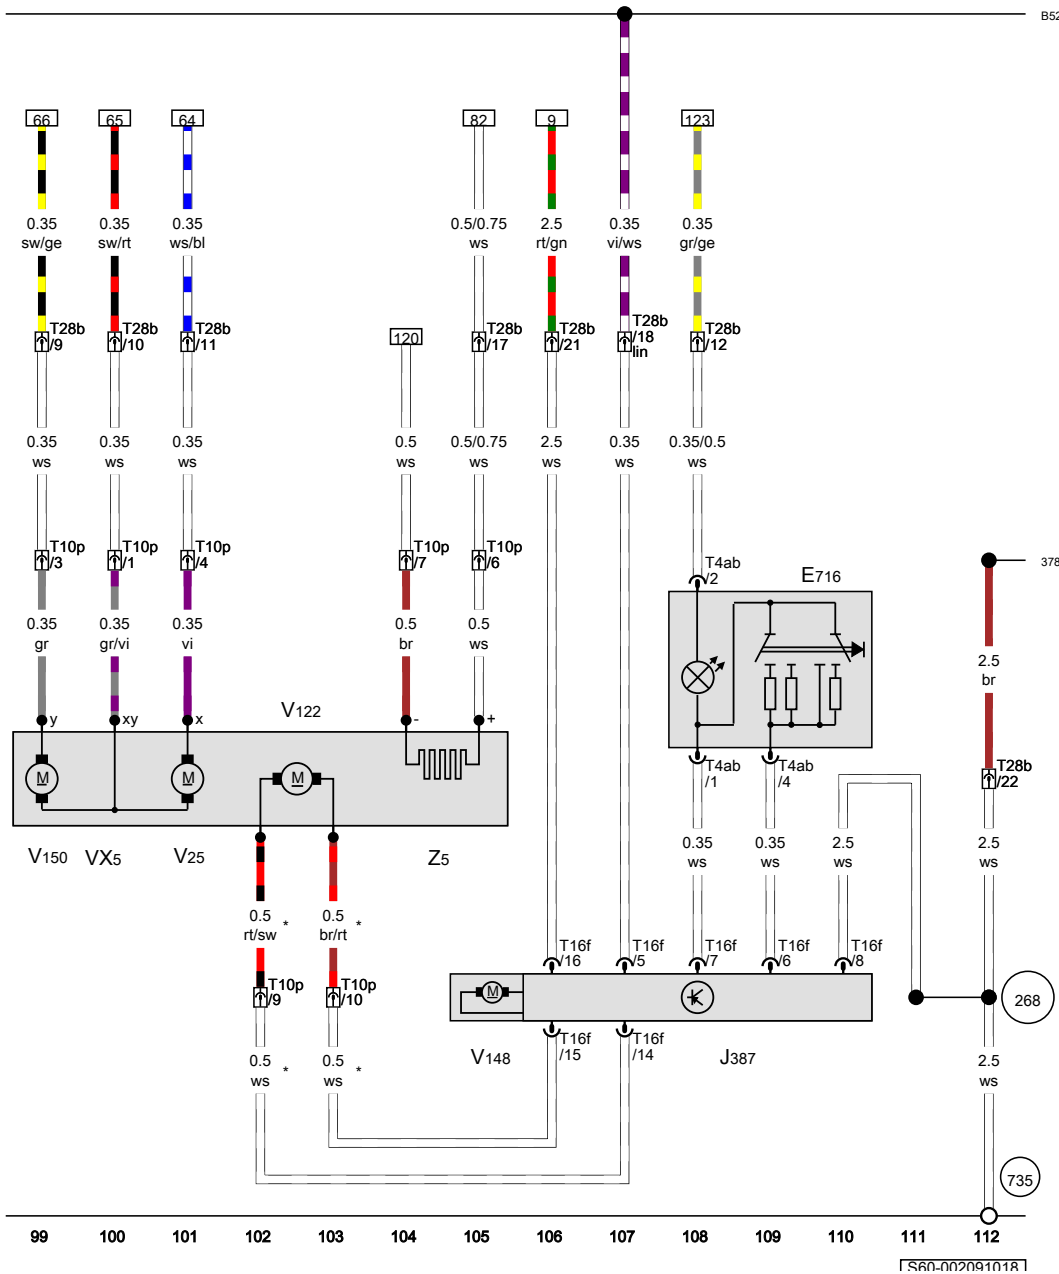 B52
66 65 64 82 9 123
0.35 0.35 0.35 0.5/0.75 2.5 0.35 0.35
sw/ge sw/rt ws/bl ws rt/gn vi/ws gr/ge
T28b T28b T28b T28b T28b T28b T28b
/9 /10 /11 /17 /21 /18 /12
lin
120
0.35 0.35 0.35 0.5 0.5/0.75 2.5 0.35 0.35/0.5
ws ws ws ws ws ws ws ws
T10p T10p T10p T10p T10p
/3 /1 /4 /7 /6
T4ab
/2
E716
378
0.35 0.35 0.35 0.5 0.5
gr gr/vi vi br ws
2.5
br
V122
y xy x - +
M M M
T4ab T4ab
/1 /4
T28b
/22
V150 VX5 V25 Z5
0.35 0.35 2.5 2.5
ws ws ws ws
0.5 * 0.5 *
rt/sw br/rt
T16f T16f T16f T16f T16f
/16 /5 /7 /6 /8
T10p T10p
/9 /10
M
268
T16f T16f
/15 /14
V148 J387
0.5 * 0.5 *
ws ws
2.5
ws
735
99 100 101 102 103 104 105 106 107 108 109 110 111 112
S60-002091018